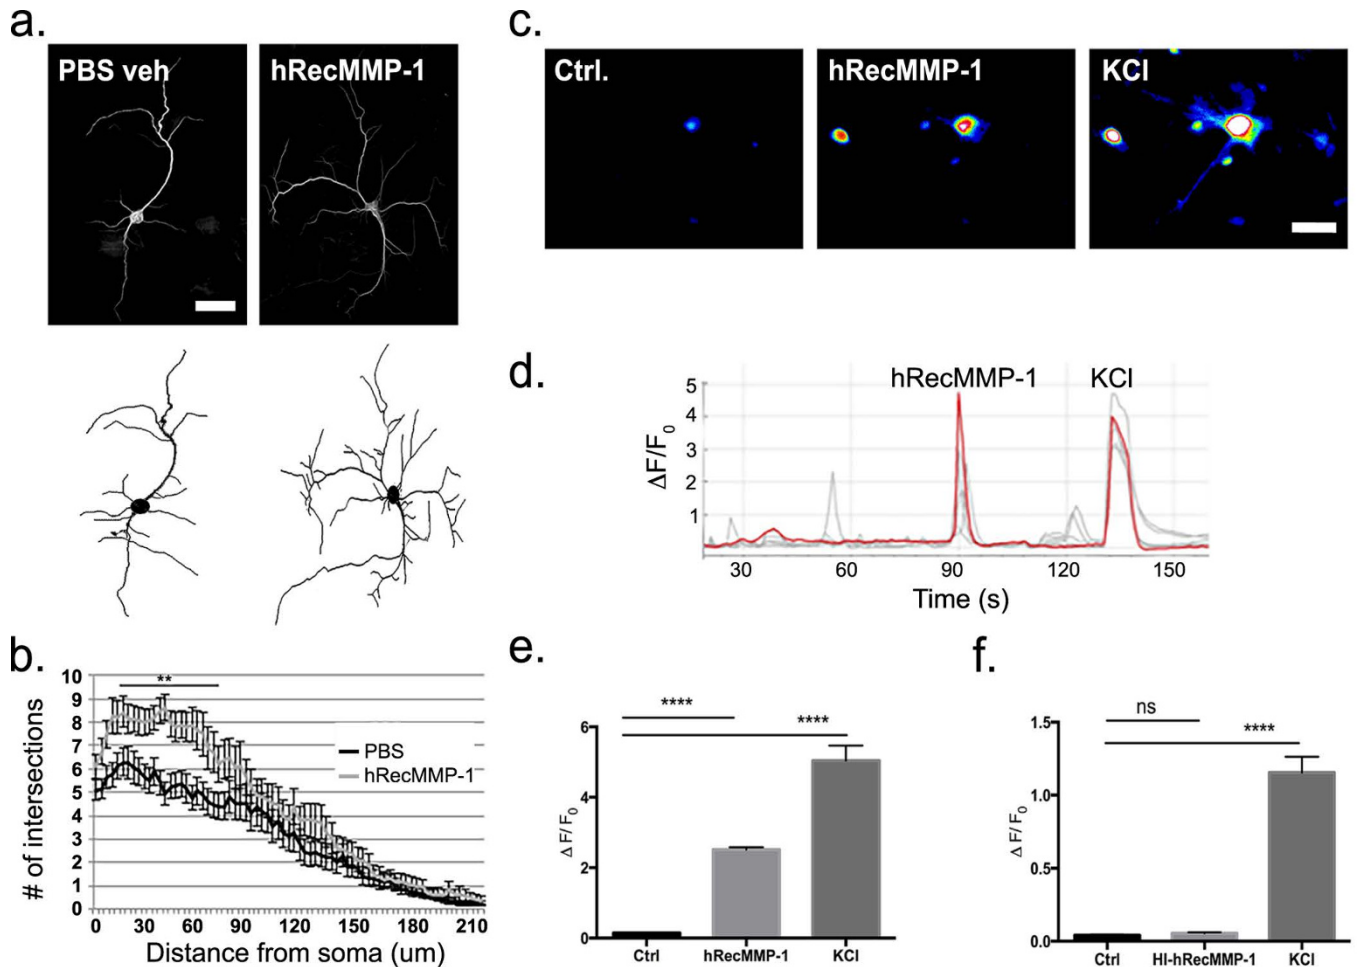 a.
PBS veh
hRecMMP-1
c.
Ctrl.
hRecMMP-1
KCl
d.
hRecMMP-1
KCl
5
4
3
2
1
ΔF/F0
30
60
90
120
150
Time (s)
b.
10
9
8
7
6
5
4
3
2
1
0
# of intersections
**
PBS
hRecMMP-1
0
30
60
90
120
150
180
210
Distance from soma (um)
e.
****
****
6
4
2
0
Δ F/ F0
Ctrl
hRecMMP-1
KCl
f.
ns
****
1.5
1.0
0.5
0.0
Δ F/ F0
Ctrl
HI-hRecMMP-1
KCl